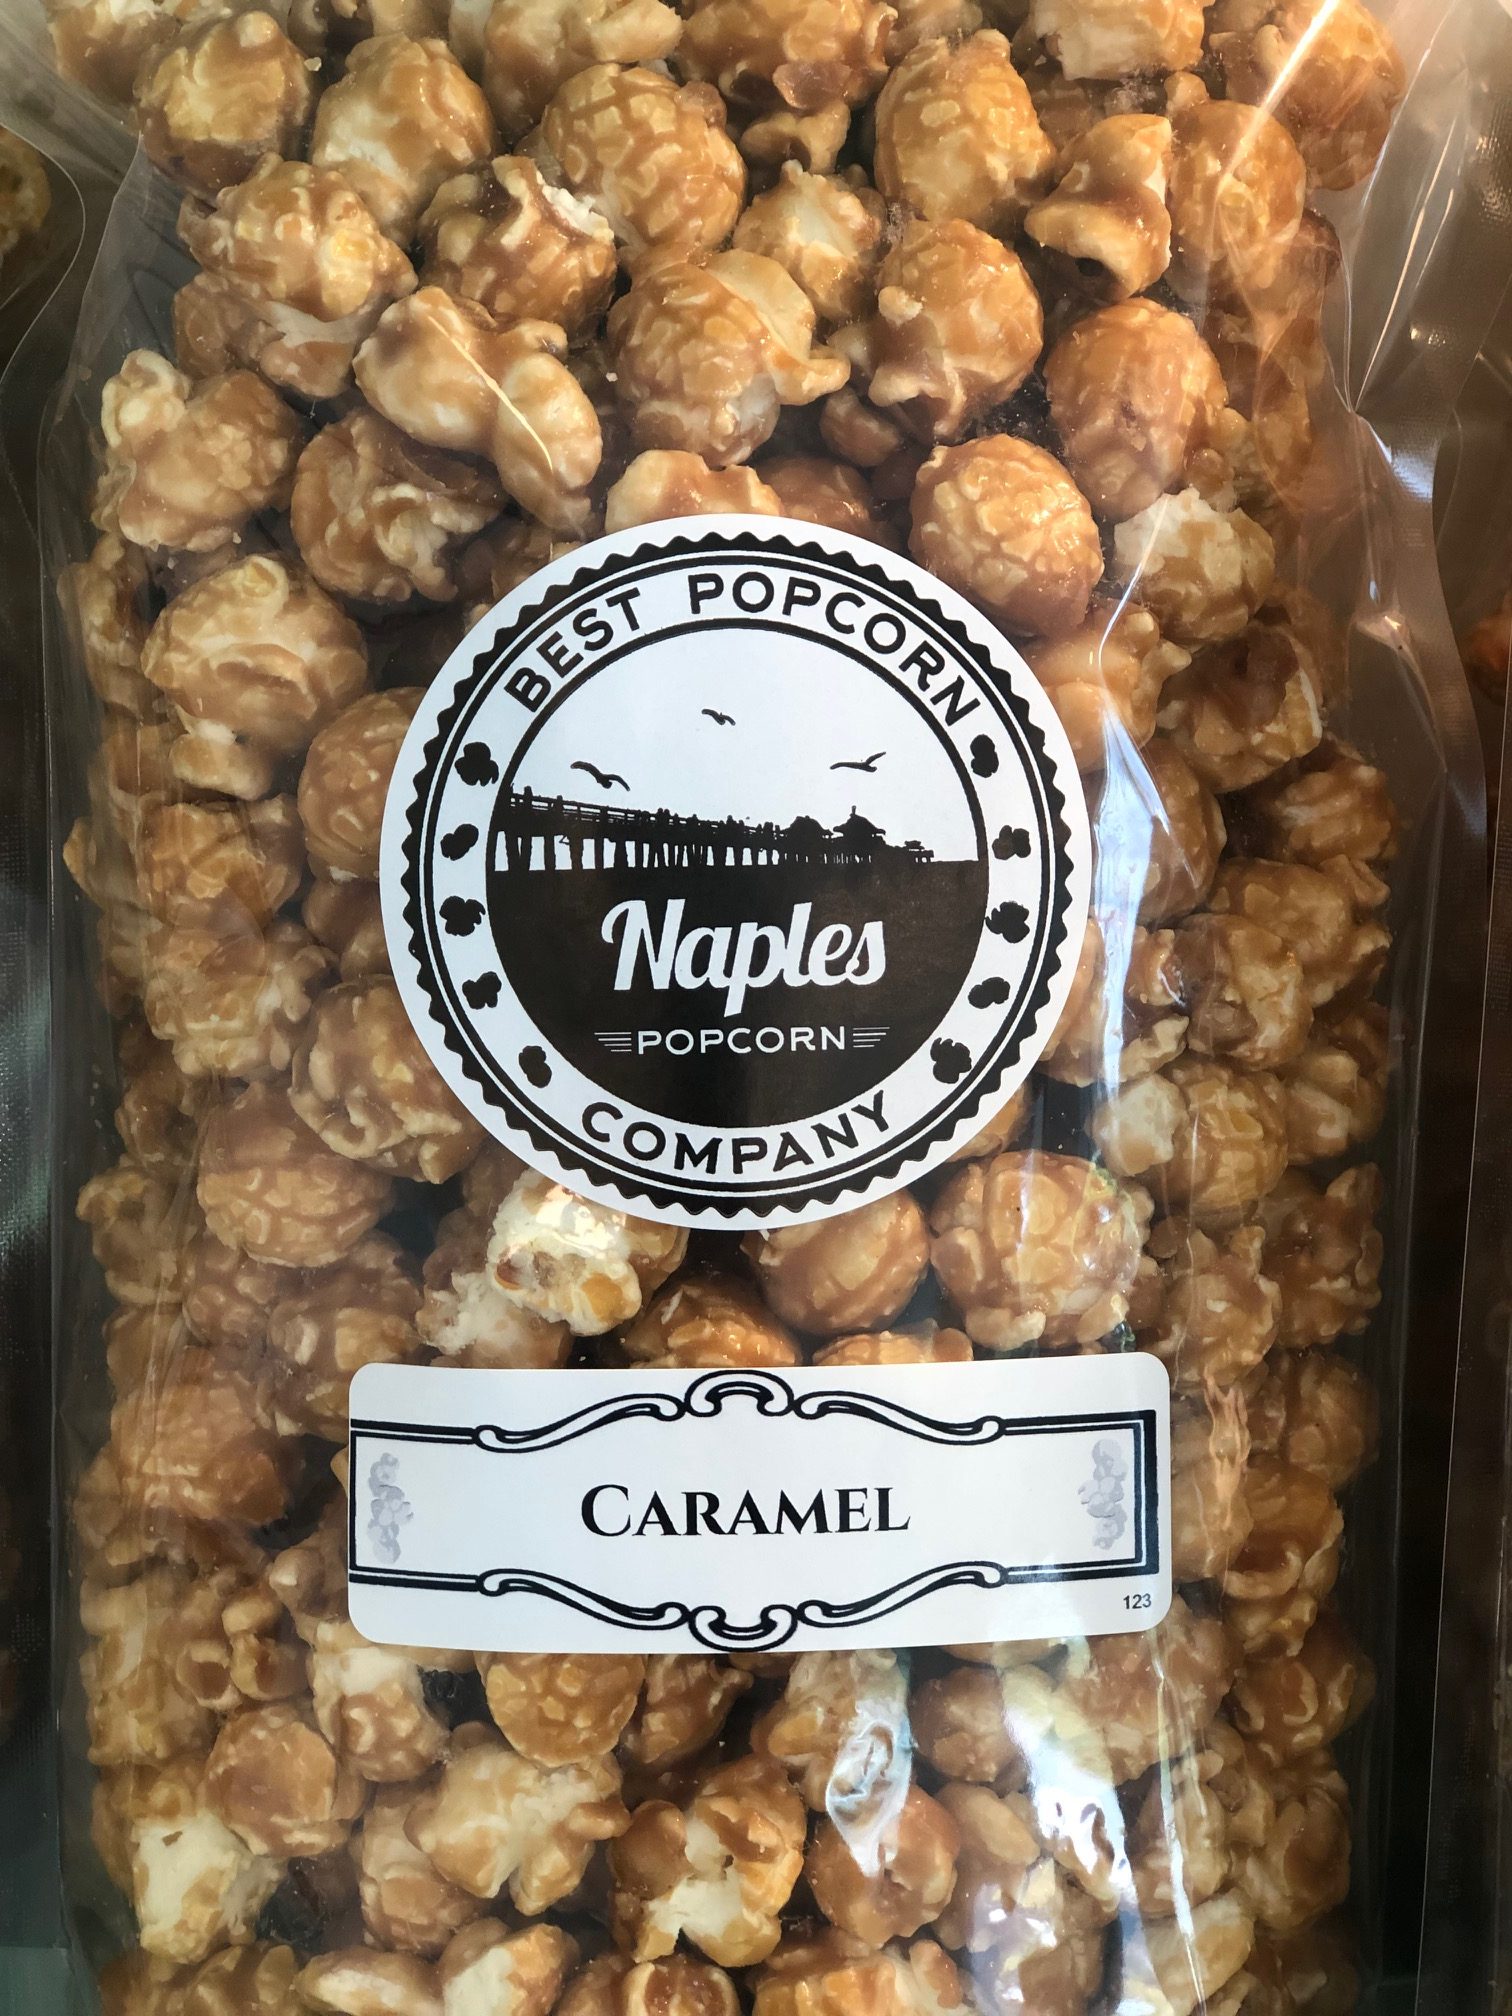 BEST POPCORN
Naples
POPCORN
COMPANY
CARAMEL
123